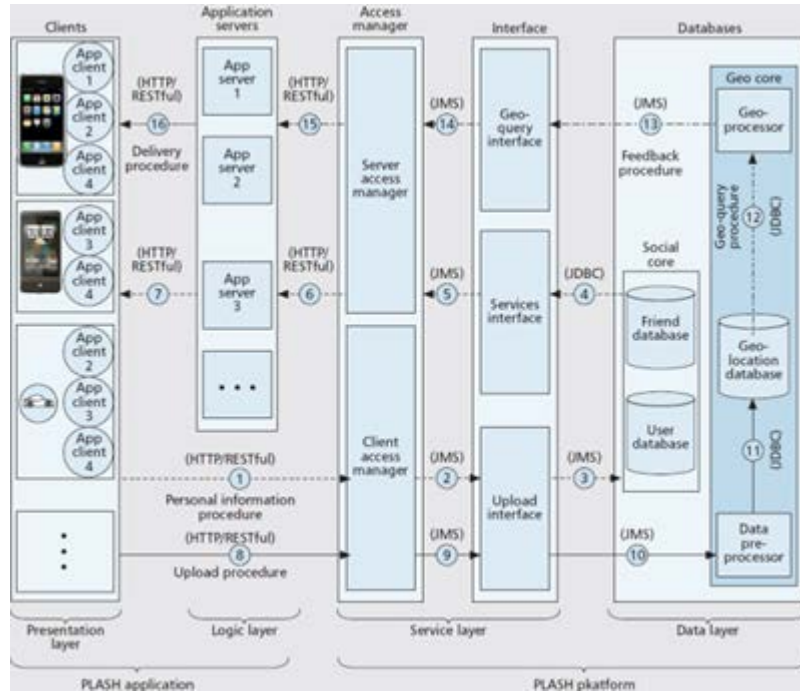 Clients
Application
servers
Access
manager
Interface
Databases
App
client
1
App
client
2
App
client
4
App
client
3
App
client
4
App
client
2
App
client
3
App
client
4
(HTTP/
RESTful)
16
Delivery
procedure
(HTTP/
RESTful)
7
App
server
1
App
server
2
App
server
3
(HTTP/
RESTful)
15
(HTTP/
RESTful)
6
Server
access
manager
Client
access
manager
(JMS)
14
(JMS)
5
(JMS)
2
(JMS)
9
Geo-
query
interface
Services
interface
Upload
interface
(JMS)
13
Feedback
procedure
(JDBC)
4
(JMS)
3
(JMS)
10
Social
core
Friend
database
User
database
Geo core
Geo-
processor
Geo-query
procedure
12
(JDBC)
Geo-
location
database
11
(JDBC)
Data
pre-
processor
(HTTP/RESTful)
1
Personal information
procedure
(HTTP/RESTful)
8
Upload procedure
Presentation
layer
Logic layer
Service layer
Data layer
PLASH application
PLASH pkatform